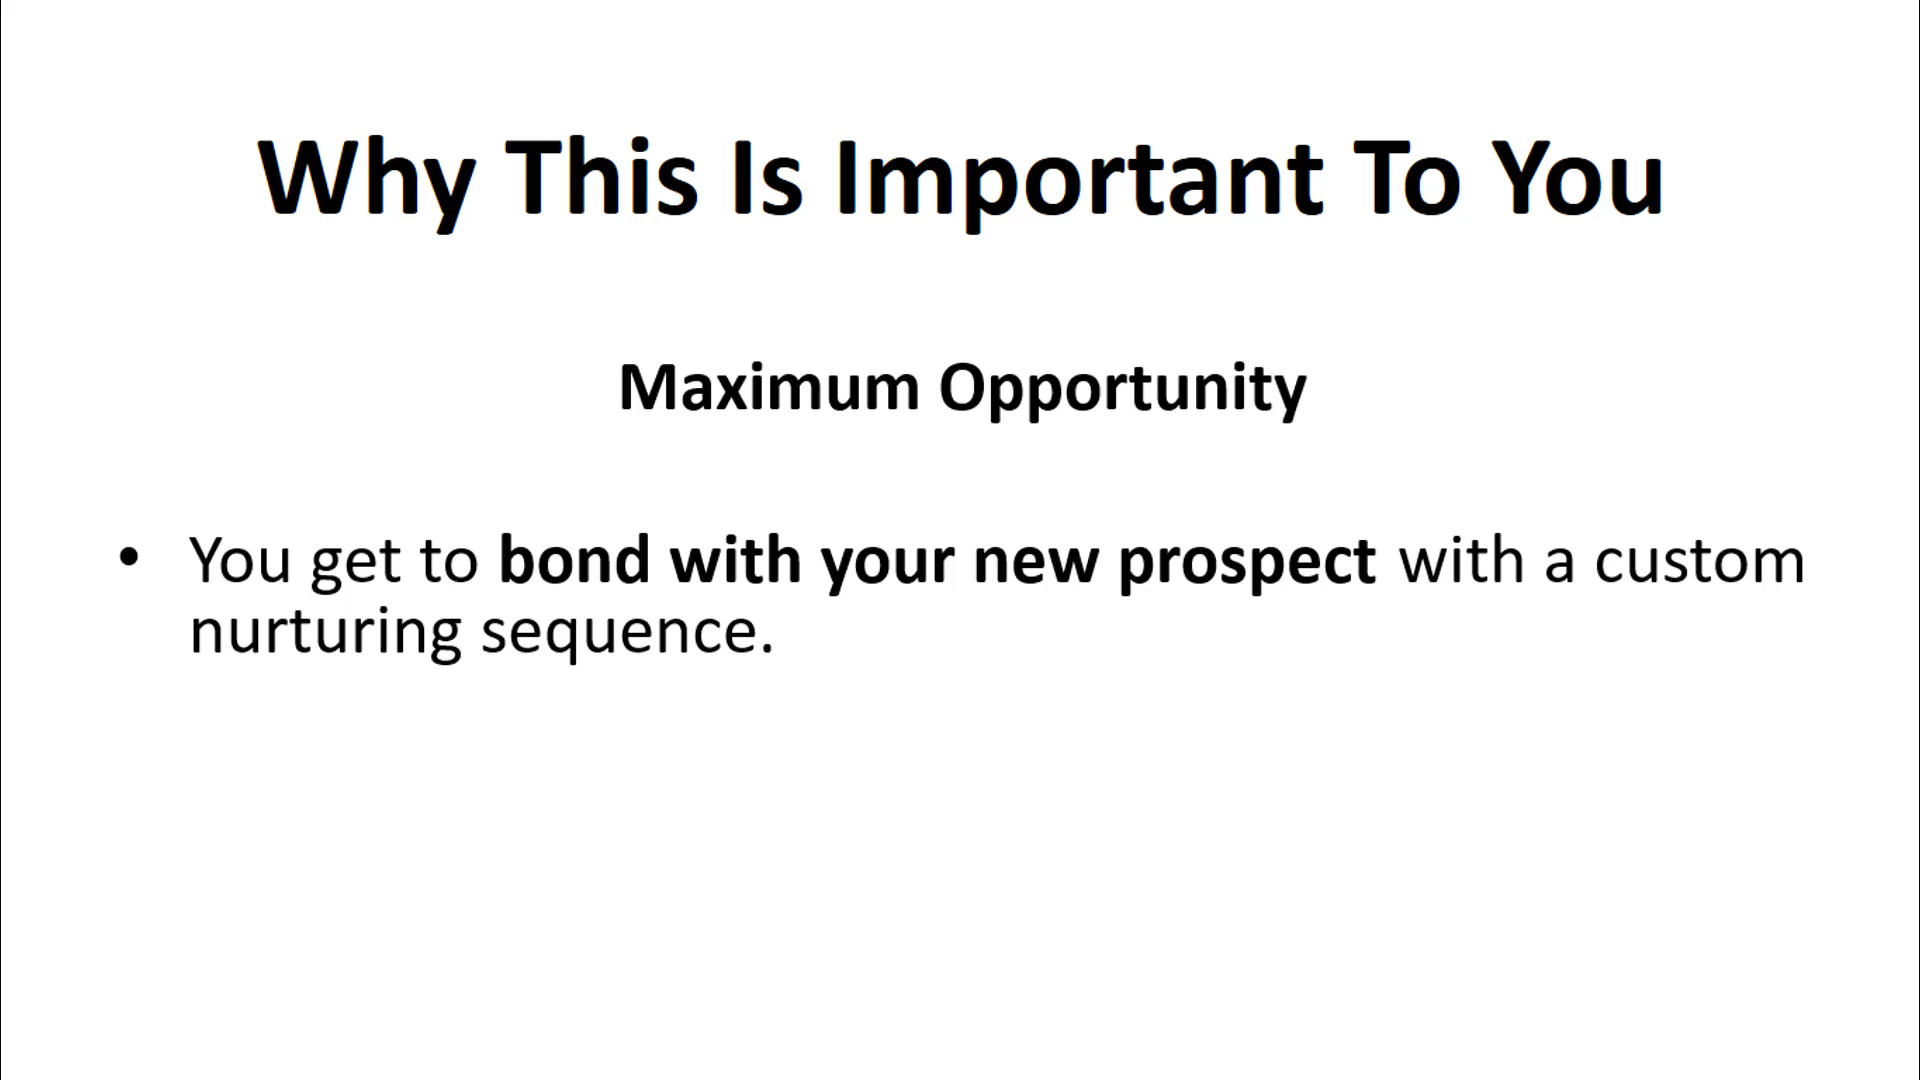 Why This Is Important To You
Maximum Opportunity
• You get to bond with your new prospect with a custom
nurturing sequence.